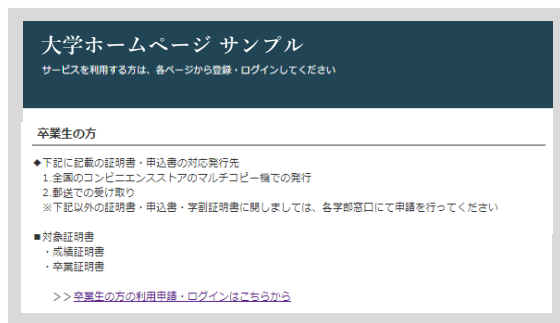 大学ホームページ サンプル
サービスを利用する方は、各ページから登録・ログインしてください
卒業生の方
◆下記に記載の証明書・申込書の対応発行先
1.全国のコンビニエンスストアのマルチコピー機での発行
2.郵送での受け取り
※下記以外の証明書・申込書・学割証明書に関しましては、各学部窓口にて申請を行ってください
■対象証明書
・成績証明書
・卒業証明書
>>卒業生の方の利用申請・ログインはこちらから